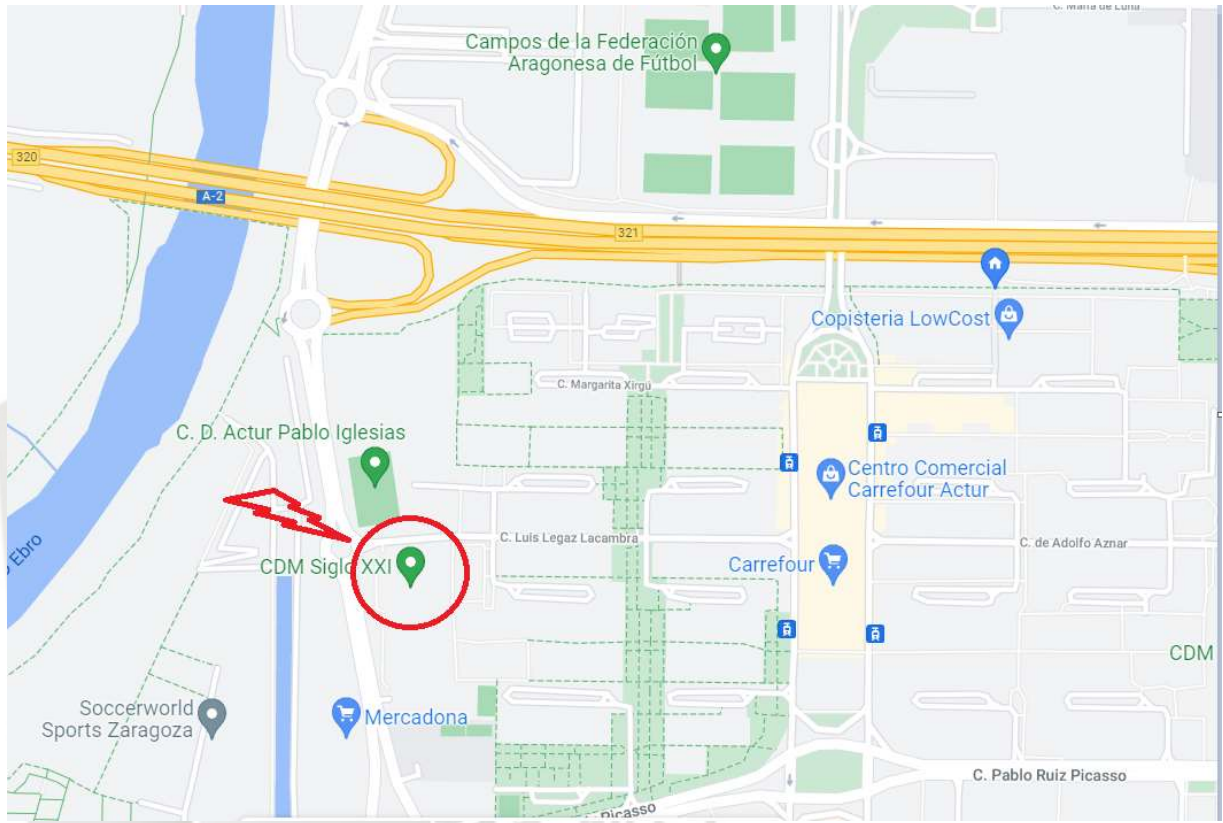 C. María de Luna
Campos de la Federación
Aragonesa de Fútbol
320
A-2
321
Copisteria LowCost
C. Margarita Xirgú
C. D. Actur Pablo Iglesias
Centro Comercial
Carrefour Actur
C. Luis Legaz Lacambra
C. de Adolfo Aznar
Ebro
CDM Siglo XXI
Carrefour
CDM
Soccerworld
Sports Zaragoza
Mercadona
C. Pablo Ruiz Picasso
Picasso